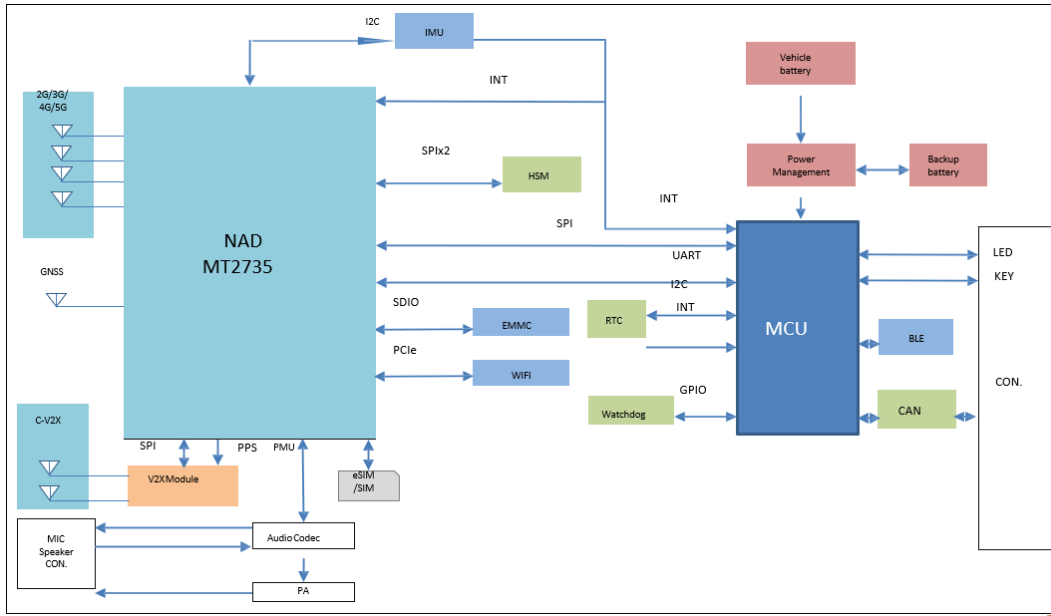 I2C
IMU
Vehicle
battery
INT
2G/3G/
4G/5G
SPIx2
HSM
Power
Management
Backup
battery
INT
SPI
NAD
MT2735
UART
LED
KEY
GNSS
I2C
SDIO
INT
EMMC
RTC
MCU
BLE
PCIe
WIFI
CON.
GPIO
Watchdog
CAN
C-V2X
SPI
PPS
PMU
V2XModule
eSIM
/SIM
MIC
Speaker
CON.
Audio Codec
PA